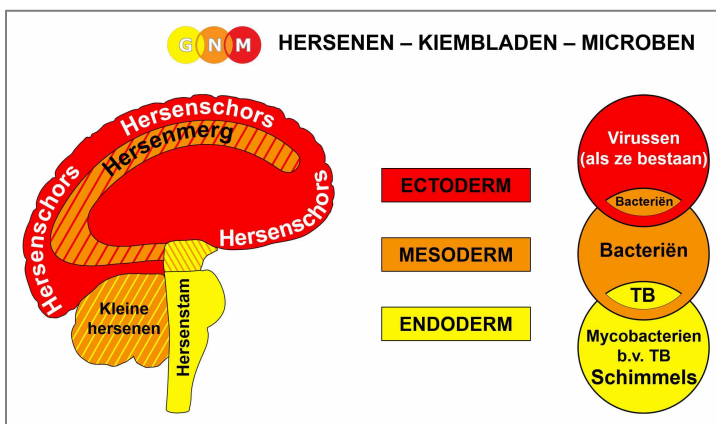 GNM
HERSENEN – KIEMBLADEN – MICROBEN
Hersenschors
Hersenmerg
Hersenschors
Hersenschors
Kleine
hersenen
Hersenstam
ECTODERM
MESODERM
ENDODERM
Virussen
(als ze bestaan)
Bacteriën
Bacteriën
TB
Mycobacterien
b.v. TB
Schimmels